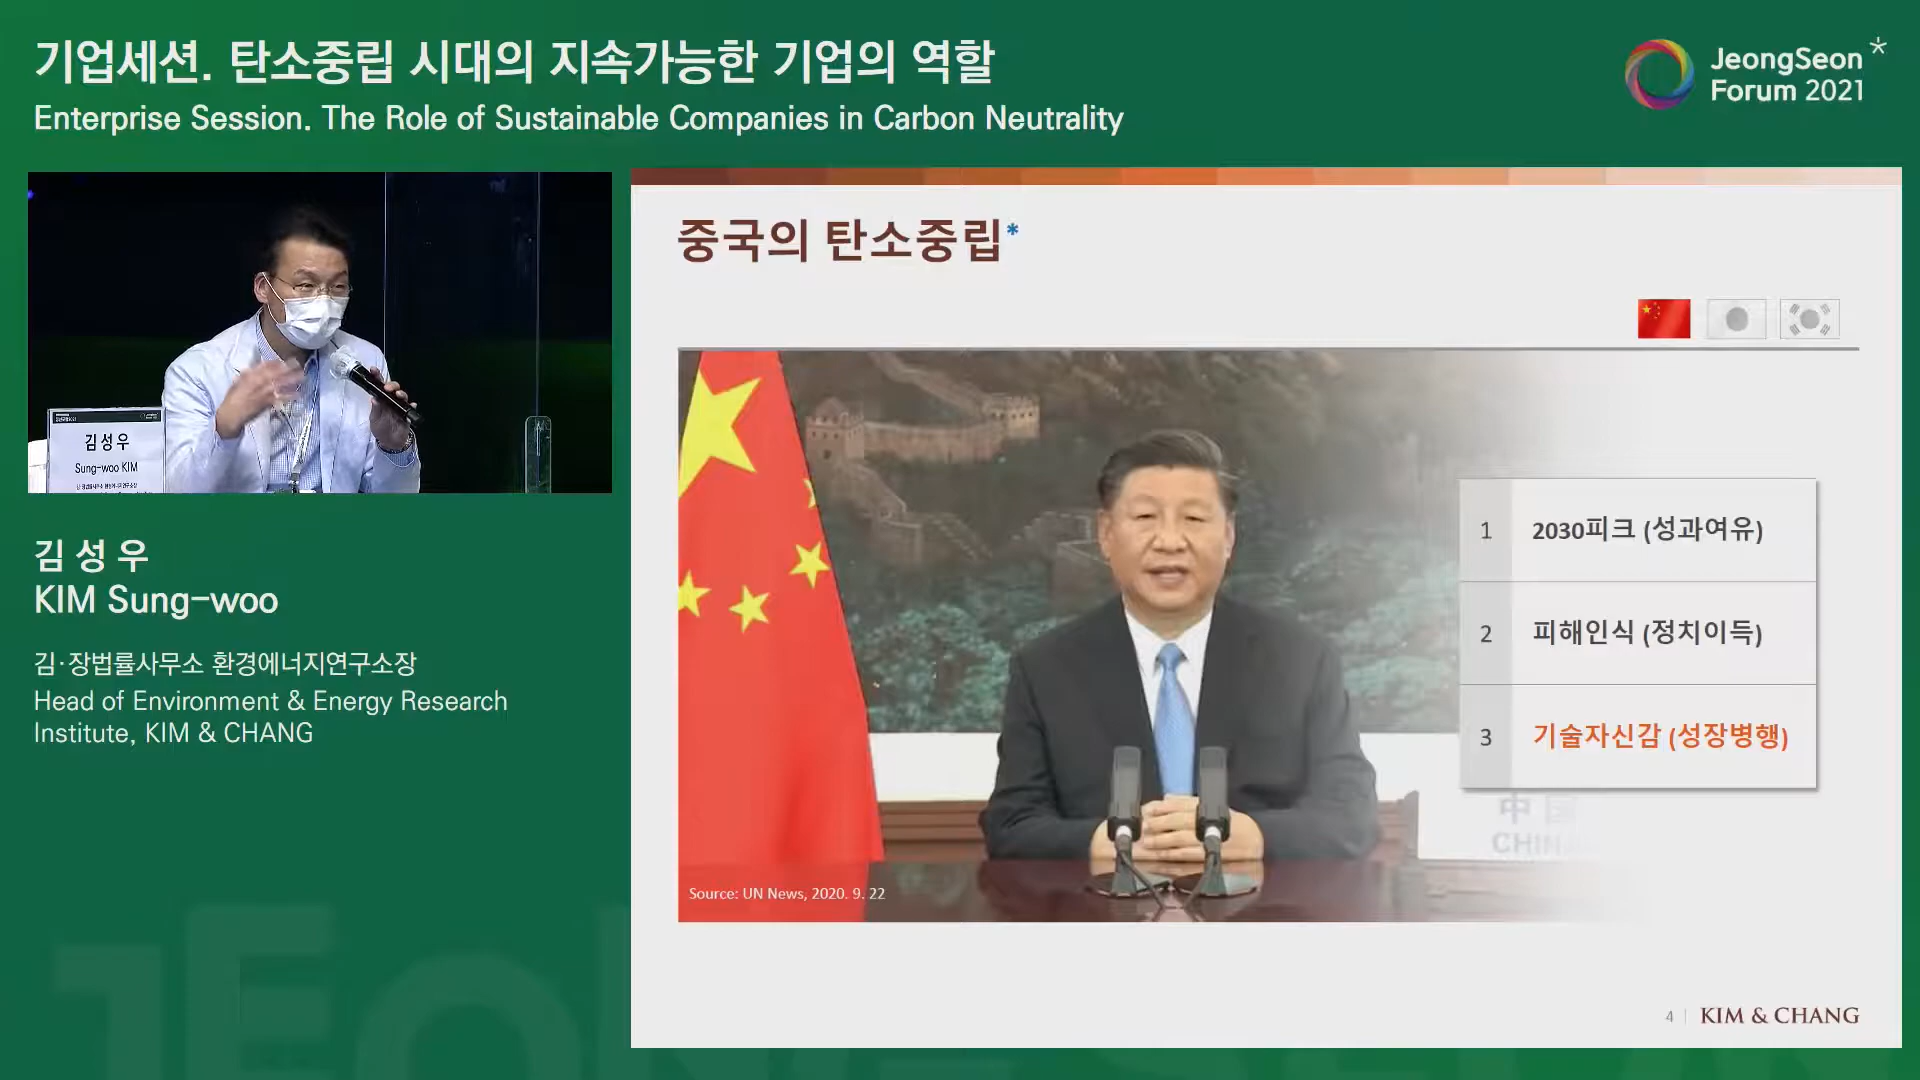 기업세션. 탄소중립 시대의 지속가능한 기업의 역할
Enterprise Session. The Role of Sustainable Companies in Carbon Neutrality
JeongSeon*
Forum 2021
김성우
Sung-woo KIM
김 성 우
KIM Sung-woo
김·장법률사무소 환경에너지연구소장
Head of Environment & Energy Research
Institute, KIM & CHANG
중국의 탄소중립*
1 2030피크 (성과여유)
2 피해인식 (정치이득)
3 기술자신감 (성장병행)
中国
CHINA
Source: UN News, 2020. 9. 22
4 | KIM & CHANG